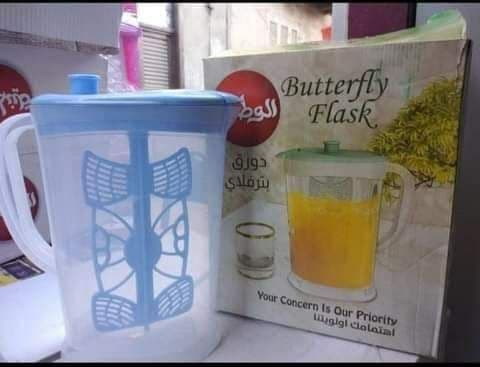 Butterfly
Flask
الوطنية
دورق
بترفلاي
Your Concern Is Our Priority
اهتمامك اولويتنا